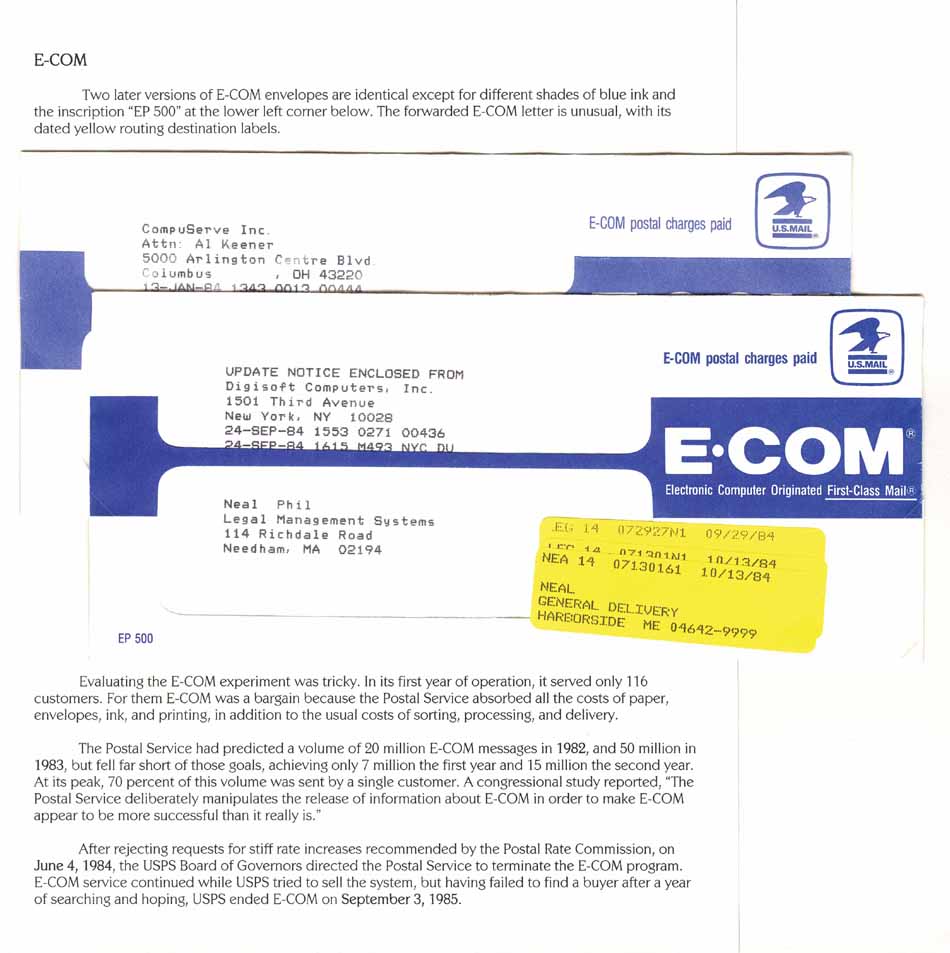 E-COM
Two later versions of E-COM envelopes are identical except for different shades of blue ink and
the inscription “EP 500” at the lower left corner below. The forwarded E-COM letter is unusual, with its
dated yellow routing destination labels.
CompuServe Inc.
Attn: Al Keener
5000 Arlington Centre Blvd.
Columbus , OH 43220
13-JAN-84 1343 0013 00444
E-COM postal charges paid
U.S.MAIL®
UPDATE NOTICE ENCLOSED FROM
Digisoft Computers, Inc.
1501 Third Avenue
New York, NY 10028
24-SEP-84 1553 0271 00436
24-SEP-84 1615 M493 NYC DU
E-COM postal charges paid
U.S.MAIL®
E·COM®
Electronic Computer Originated First-Class Mail®
Neal Phil
Legal Management Systems
114 Richdale Road
Needham, MA 02194
EG 14 072927N1 09/29/84
LEG 14 071301N1 10/13/84
NEA 14 07130161 10/13/84
NEAL
GENERAL DELIVERY
HARBORSIDE ME 04642-9999
EP 500
Evaluating the E-COM experiment was tricky. In its first year of operation, it served only 116
customers. For them E-COM was a bargain because the Postal Service absorbed all the costs of paper,
envelopes, ink, and printing, in addition to the usual costs of sorting, processing, and delivery.
The Postal Service had predicted a volume of 20 million E-COM messages in 1982, and 50 million in
1983, but fell far short of those goals, achieving only 7 million the first year and 15 million the second year.
At its peak, 70 percent of this volume was sent by a single customer. A congressional study reported, “The
Postal Service deliberately manipulates the release of information about E-COM in order to make E-COM
appear to be more successful than it really is.”
After rejecting requests for stiff rate increases recommended by the Postal Rate Commission, on
June 4, 1984, the USPS Board of Governors directed the Postal Service to terminate the E-COM program.
E-COM service continued while USPS tried to sell the system, but having failed to find a buyer after a year
of searching and hoping, USPS ended E-COM on September 3, 1985.